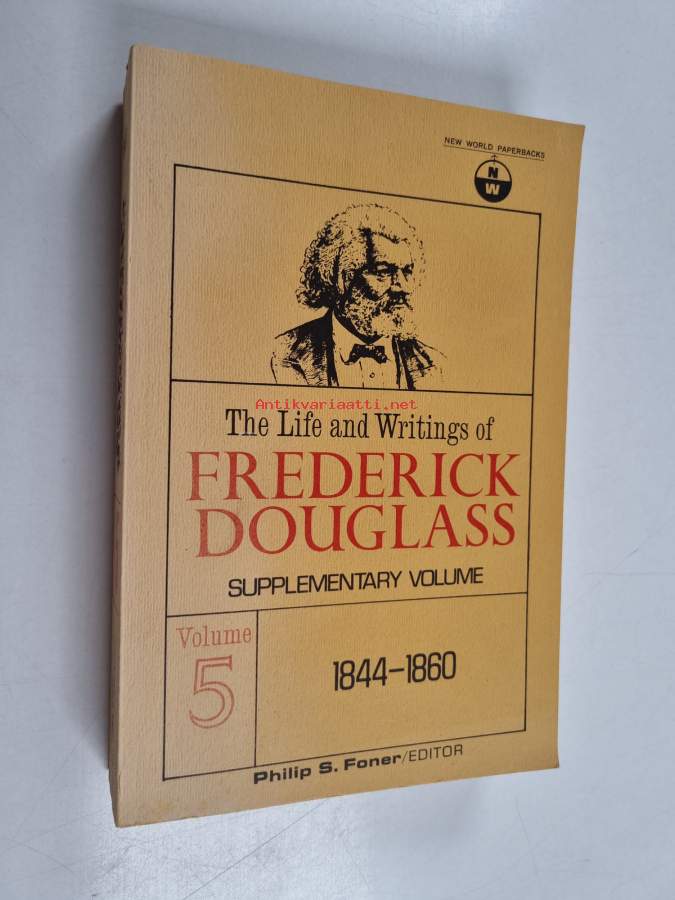 NEW WORLD PAPERBACKS
N
W
Antikvariaatti.net
The Life and Writings of
FREDERICK
DOUGLASS
SUPPLEMENTARY VOLUME
Volume
5
1844–1860
Philip S. Foner/EDITOR